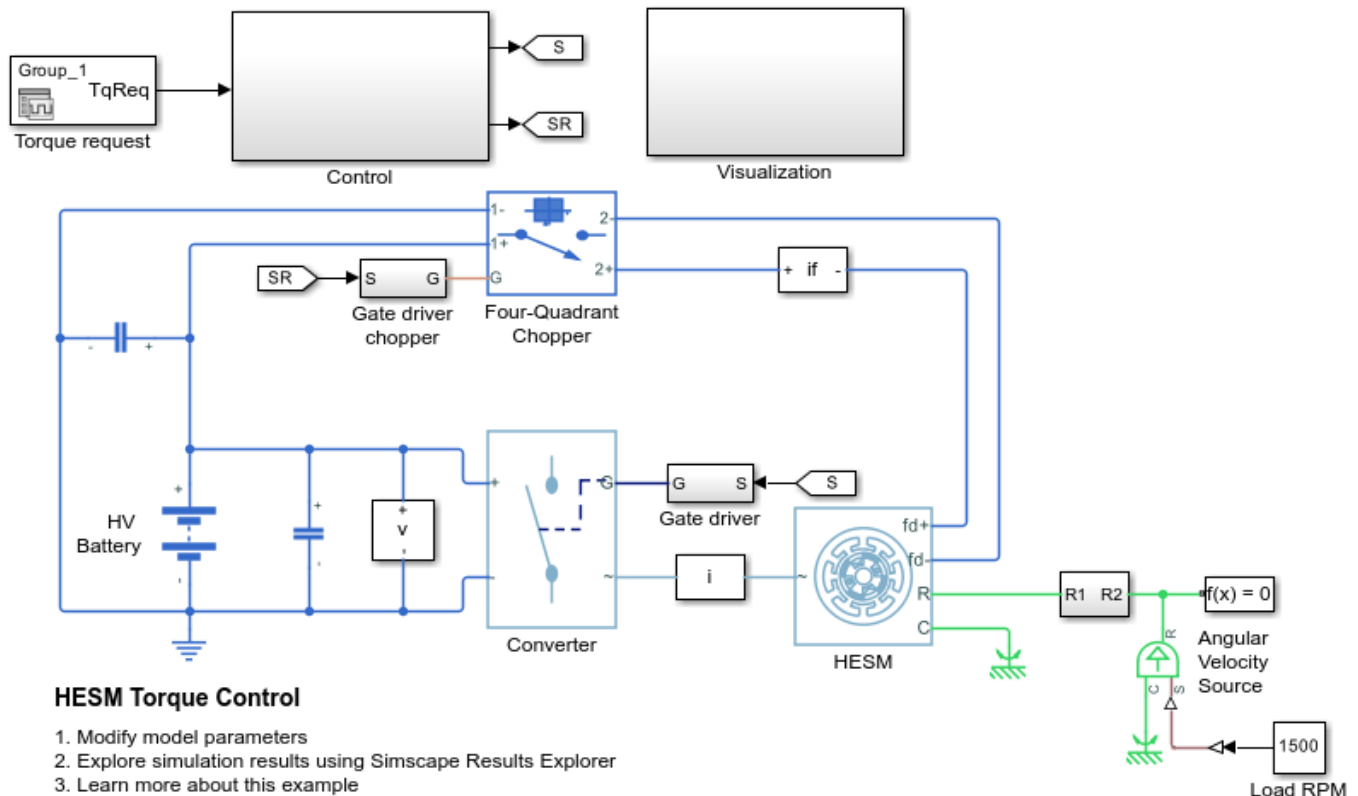 Group_1
TqReq
Torque request
Control
S
SR
Visualization
1-
1+
G
2-
2+
SR
S G
Gate driver
chopper
Four-Quadrant
Chopper
+ if -
- +
HV
Battery
+
-
+
-
+
v
-
+
-
G
~
Converter
G S
Gate driver
S
i
~
fd+
fd-
R
C
HESM
R1 R2
f(x) = 0
R
C
S
Angular
Velocity
Source
1500
Load RPM
HESM Torque Control
1. Modify model parameters
2. Explore simulation results using Simscape Results Explorer
3. Learn more about this example